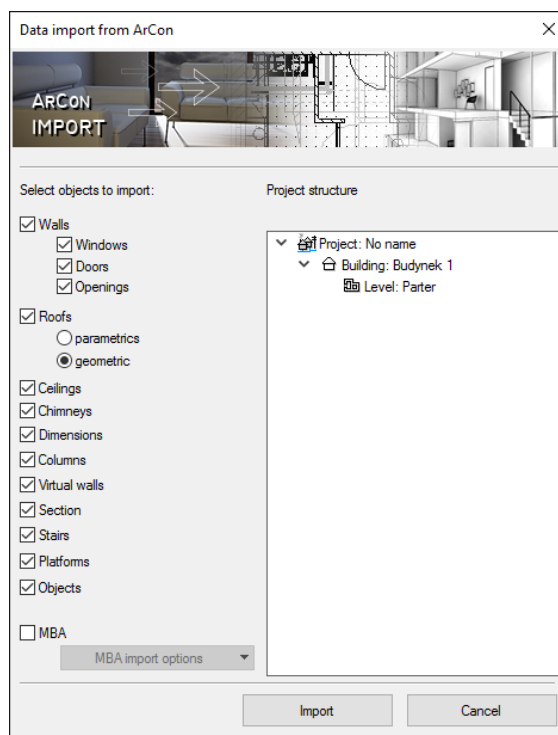 Data import from ArCon
ARCON
IMPORT
Select objects to import:
Project structure
Walls
Windows
Doors
Openings
Roofs
parametrics
geometric
Ceilings
Chimneys
Dimensions
Columns
Virtual walls
Section
Stairs
Platforms
Objects
MBA
MBA import options
Project: No name
Building: Budynek 1
Level: Parter
Import
Cancel